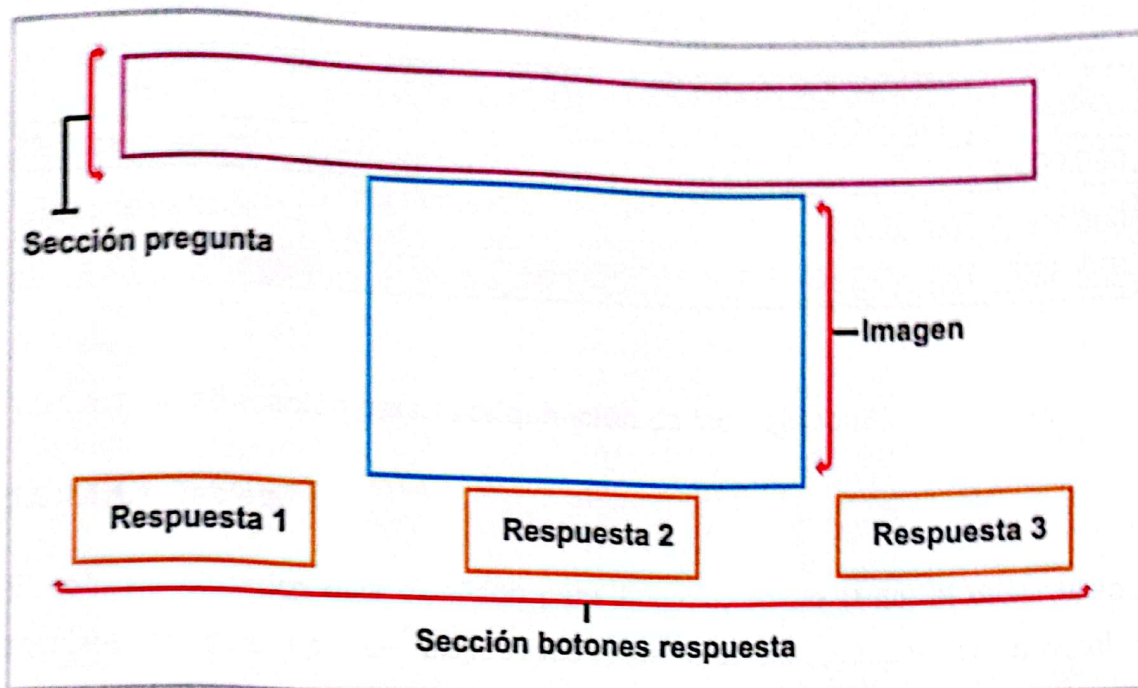 Sección pregunta
Imagen
Respuesta 1
Respuesta 2
Respuesta 3
Sección botones respuesta